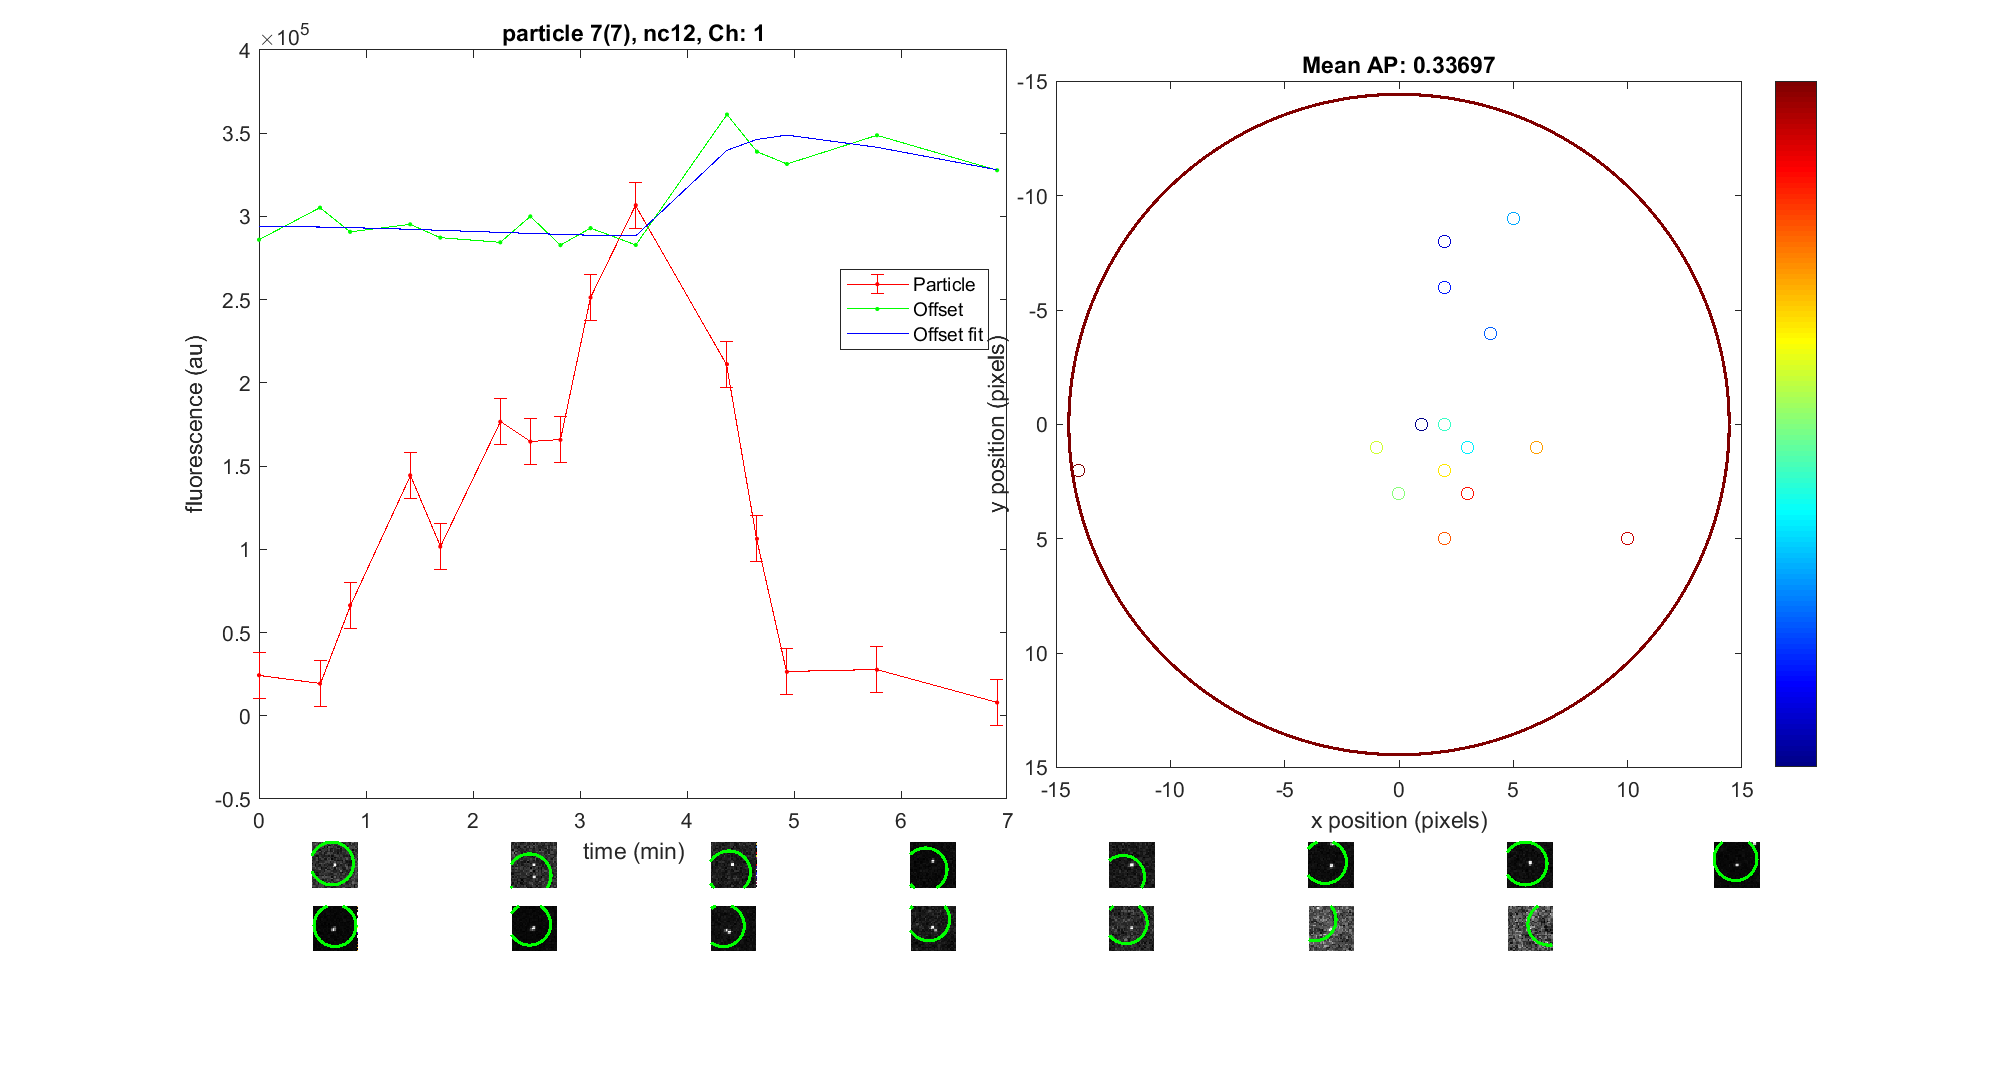 particle 7(7), nc12, Ch: 1
×10^5
4
3.5
3
2.5
2
1.5
1
0.5
0
-0.5
fluorescence (au)
0 1 2 3 4 5 6 7
time (min)
Particle
Offset
Offset fit
Mean AP: 0.33697
-15
-10
-5
0
5
10
15
y position (pixels)
-15 -10 -5 0 5 10 15
x position (pixels)